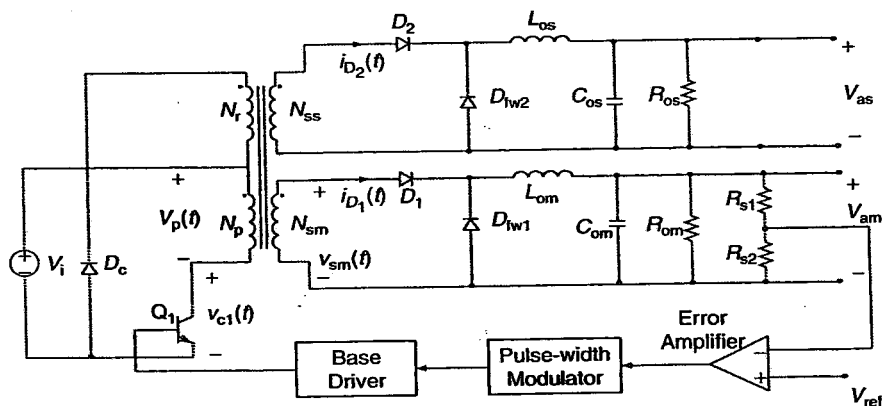 D2
Los
iD2(t)
Nr
Nss
Dfw2
Cos
Ros
Vas
+
−
+
Vp(t)
Np
−
+
iD1(t)
D1
Lom
Nsm
vsm(t)
−
Dfw1
Com
Rom
Rs1
Rs2
+
Vam
−
+
−
Vi
Dc
Q1
+
vc1(t)
−
Base
Driver
Pulse-width
Modulator
Error
Amplifier
−
+
Vref